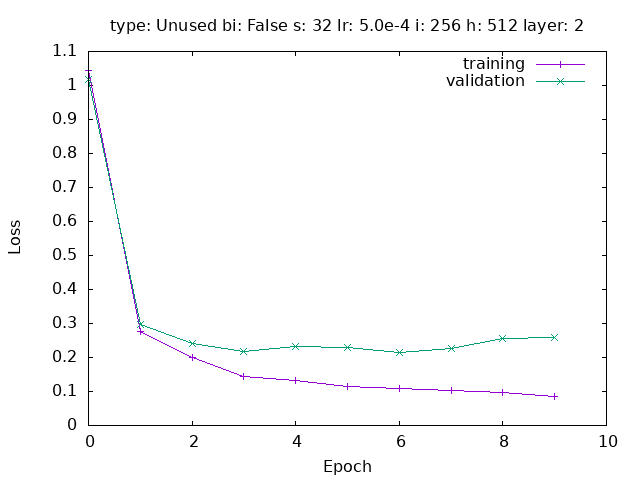 type: Unused bi: False s: 32 lr: 5.0e-4 i: 256 h: 512 layer: 2
training
validation
1.1
1
0.9
0.8
0.7
0.6
0.5
0.4
0.3
0.2
0.1
0
Loss
0 2 4 6 8 10
Epoch